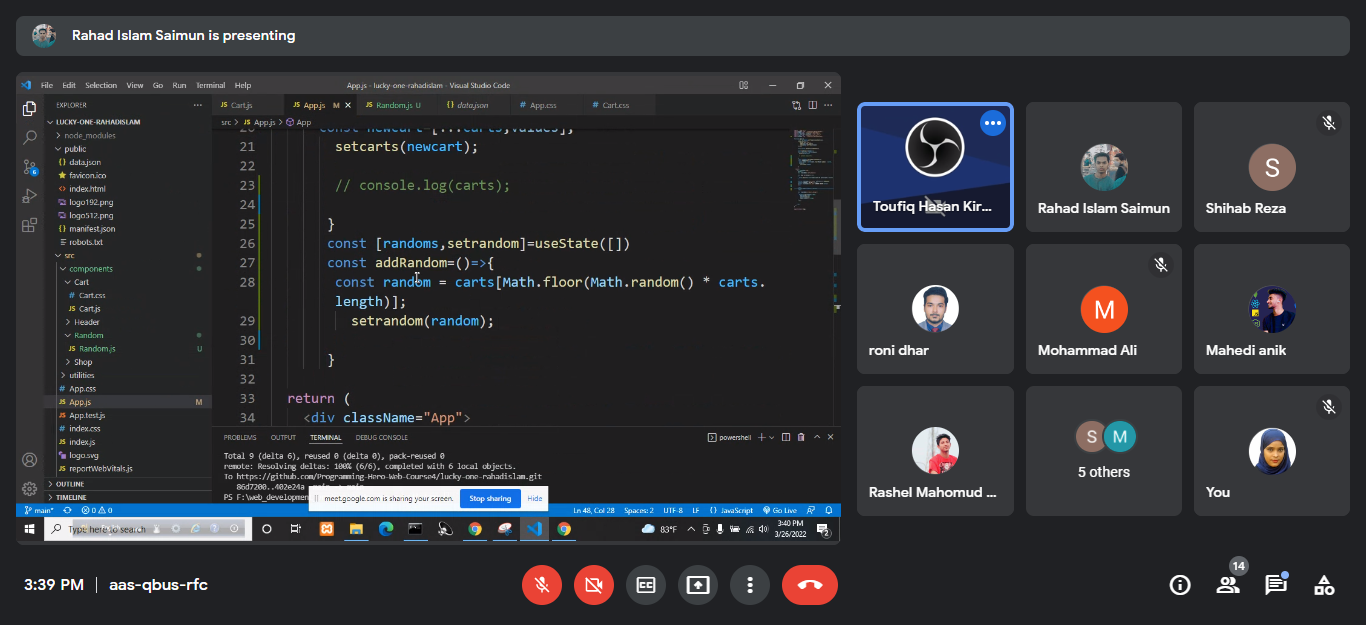 Rahad Islam Saimun is presenting
File Edit Selection View Go Run Terminal Help
App.js - lucky-one-rahadislam - Visual Studio Code
EXPLORER
JS Cart.js
JS App.js M
JS Random.js U
{} data.json
# App.css
# Cart.css
src > JS App.js > App
LUCKY-ONE-RAHADISLAM
node_modules
public
{} data.json
favicon.ico
<> index.html
logo192.png
logo512.png
{} manifest.json
robots.txt
src
components
Cart
# Cart.css
JS Cart.js
Header
Random
JS Random.js U
Shop
utilities
# App.css
JS App.js M
JS App.test.js
# index.css
JS index.js
logo.svg
JS reportWebVitals.js
OUTLINE
TIMELINE
20 const newcart=[...carts,values];
21 setcarts(newcart);
22
23 // console.log(carts);
24
25 }
26 const [randoms,setrandom]=useState([])
27 const addRandom=()=>{
28 const random = carts[Math.floor(Math.random() * carts.
length)];
29 setrandom(random);
30
31 }
32
33 return (
34 <div className="App">
PROBLEMS OUTPUT TERMINAL DEBUG CONSOLE
powershell
Total 9 (delta 6), reused 0 (delta 0), pack-reused 0
remote: Resolving deltas: 100% (6/6), completed with 6 local objects.
To https://github.com/Programming-Hero-Web-Course4/lucky-one-rahadislam.git
86d7200..402e24a
PS F:\web_developmen
meet.google.com is sharing your screen. Stop sharing Hide
main* 0 0
Ln 48, Col 28 Spaces: 2 UTF-8 LF {} JavaScript Go Live
Type here to search
83°F
3:40 PM
3/26/2022
2
Toufiq Hasan Kir...
Rahad Islam Saimun
S
Shihab Reza
roni dhar
M
Mohammad Ali
Mahedi anik
Rashel Mahomud ...
S M
5 others
You
3:39 PM | aas-qbus-rfc
14